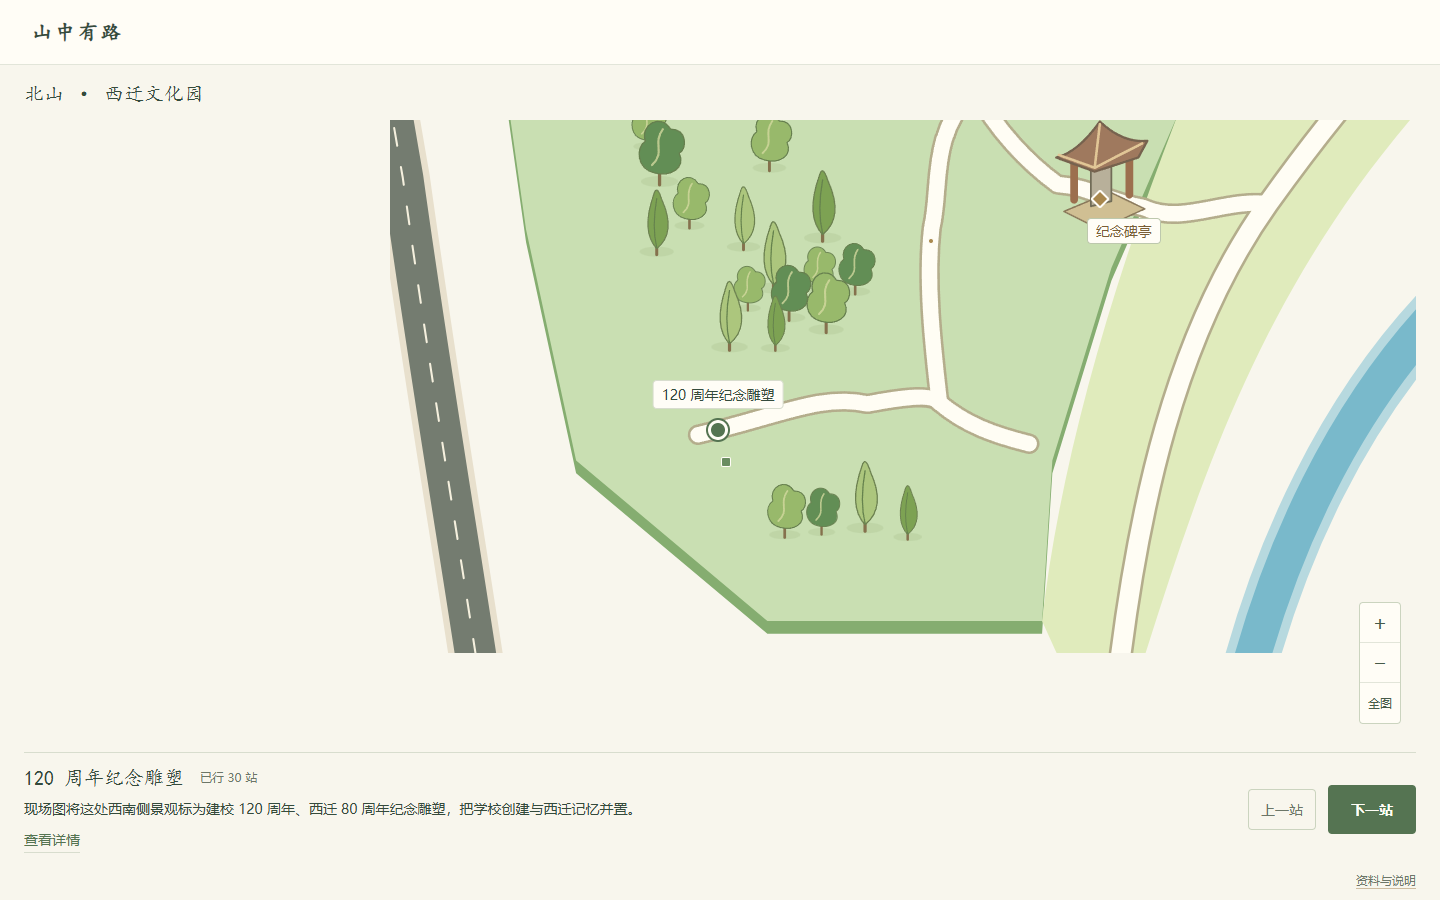 山中有路
北山 • 西迁文化园
纪念碑亭
120 周年纪念雕塑
+
−
全图
120 周年纪念雕塑 已行 30 站
现场图将这处西南侧景观标为建校 120 周年、西迁 80 周年纪念雕塑，把学校创建与西迁记忆并置。
查看详情
上一站
下一站
资料与说明